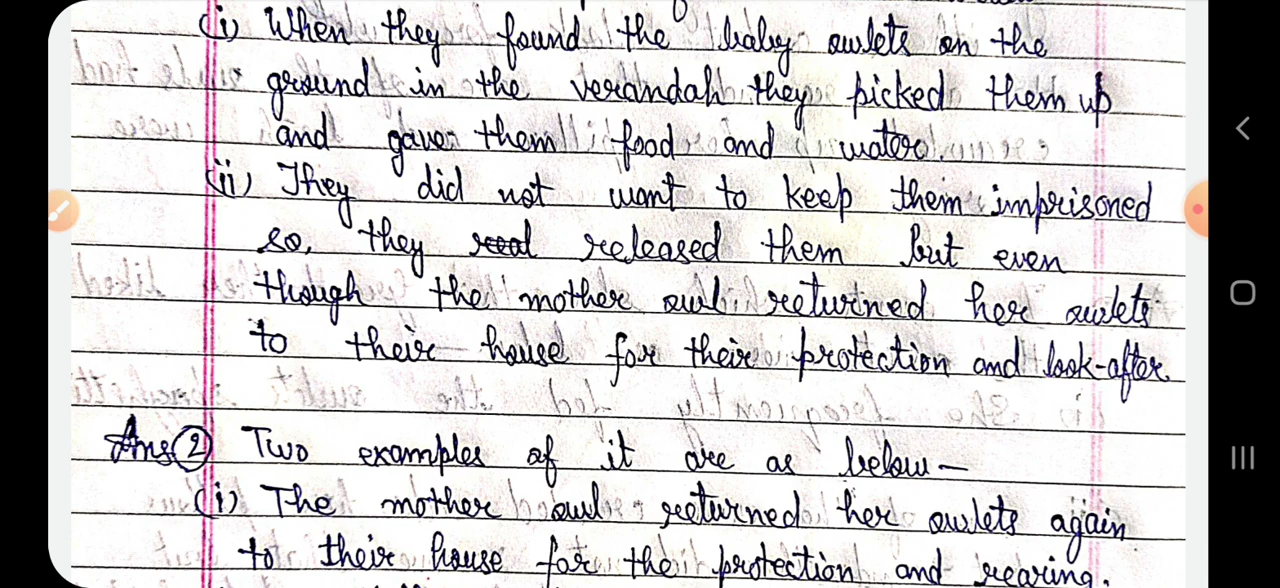 (i) When they found the baby owlets on the
ground in the verandah they picked them up
and gave them food and water.
(ii) They did not want to keep them imprisoned
so, they released them but even
though the mother owl returned her owlets
to their house for their protection and look-after.
Ans 2 Two examples of it are as below-
(i) The mother owl returned her owlets again
to their house for the protection and rearing.